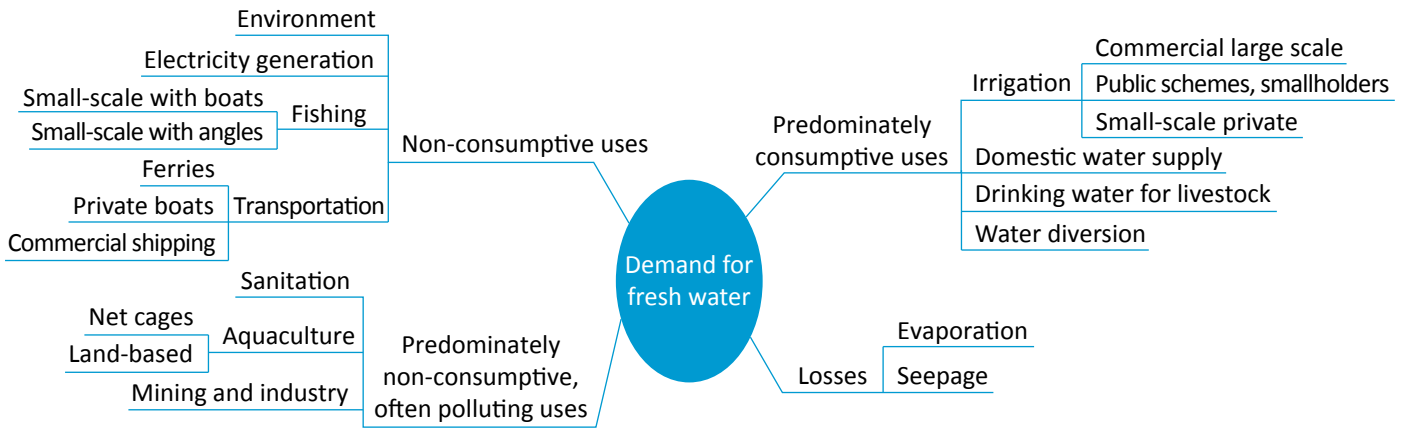 Environment
Electricity generation
Small-scale with boats
Small-scale with angles
Fishing
Non-consumptive uses
Ferries
Private boats
Commercial shipping
Transportation
Sanitation
Net cages
Land-based
Aquaculture
Mining and industry
Predominately
non-consumptive,
often polluting uses
Demand for
fresh water
Predominately
consumptive uses
Irrigation
Commercial large scale
Public schemes, smallholders
Small-scale private
Domestic water supply
Drinking water for livestock
Water diversion
Losses
Evaporation
Seepage